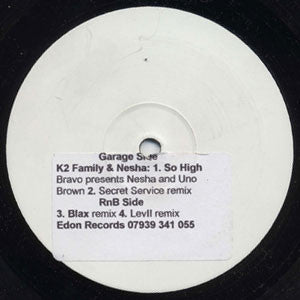 Garage Side
K2 Family & Nesha: 1. So High
Bravo presents Nesha and Uno
Brown 2. Secret Service remix
RnB Side
3. Blax remix 4. LevII remix
Edon Records 07939 341 055